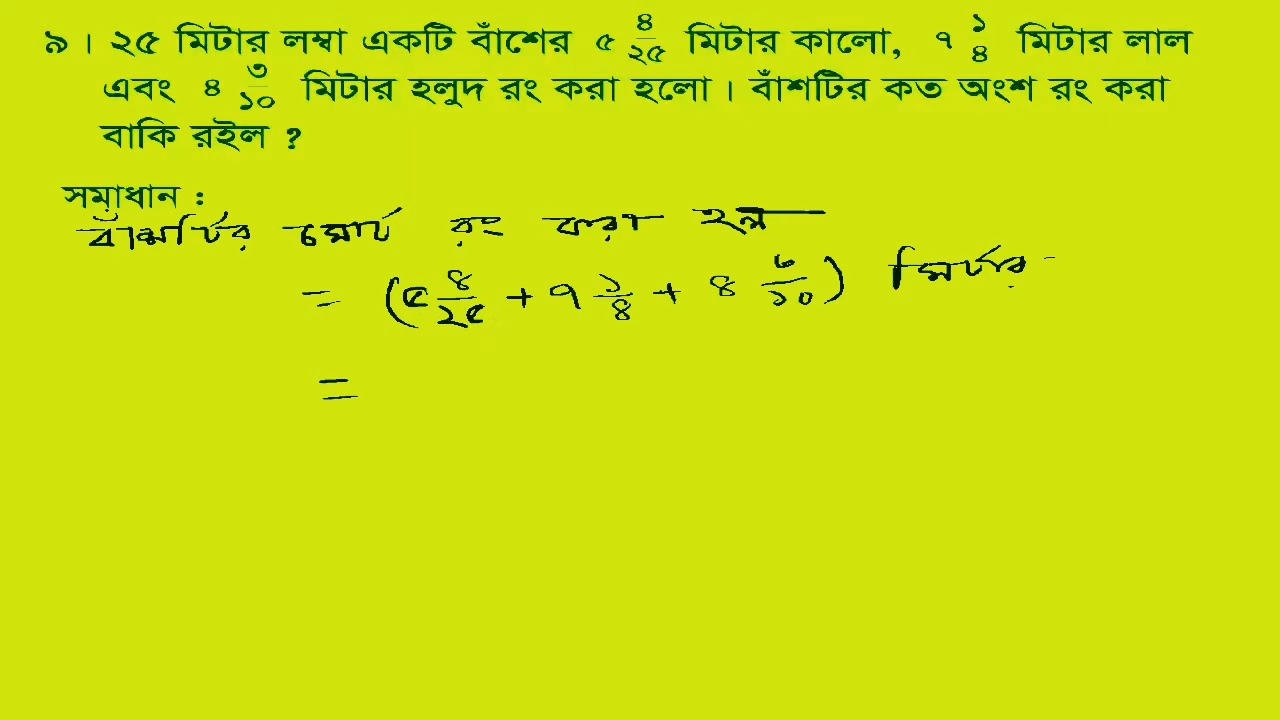 ৯। ২৫ মিটার লম্বা একটি বাঁশের ৫ ৪/২৫ মিটার কালো, ৭ ১/৪ মিটার লাল
এবং ৪ ৩/১০ মিটার হলুদ রং করা হলো। বাঁশটির কত অংশ রং করা
বাকি রইল ?
সমাধান :
বাঁশটির মোট রং করা হল
= (৫ ৪/২৫ + ৭ ১/৪ + ৪ ৩/১০) মিটার
=